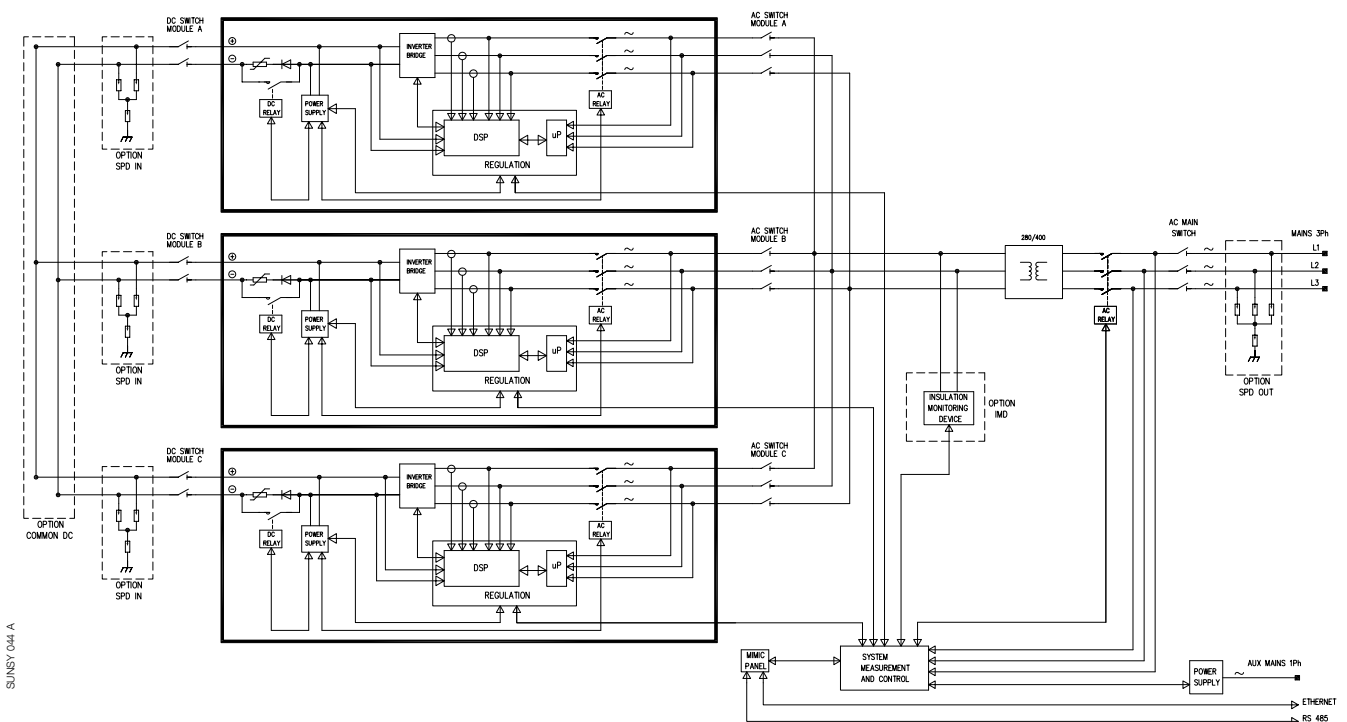 DC SWITCH
MODULE A
AC SWITCH
MODULE A
⊕
⊖
INVERTER
BRIDGE
~
~
~
DC
RELAY
POWER
SUPPLY
AC
RELAY
DSP
uP
REGULATION
OPTION
SPD IN
DC SWITCH
MODULE B
AC SWITCH
MODULE B
⊕
⊖
INVERTER
BRIDGE
~
~
~
DC
RELAY
POWER
SUPPLY
AC
RELAY
DSP
uP
REGULATION
OPTION
SPD IN
280/400
AC MAIN
SWITCH
MAINS 3Ph
L1
L2
L3
~
~
~
AC
RELAY
OPTION
SPD OUT
INSULATION
MONITORING
DEVICE
OPTION
IMD
DC SWITCH
MODULE C
AC SWITCH
MODULE C
⊕
⊖
INVERTER
BRIDGE
~
~
~
DC
RELAY
POWER
SUPPLY
AC
RELAY
DSP
uP
REGULATION
OPTION
COMMON DC
OPTION
SPD IN
MIMIC
PANEL
SYSTEM
MEASUREMENT
AND CONTROL
POWER
SUPPLY
~
AUX MAINS 1Ph
ETHERNET
RS 485
SUNSY 044 A